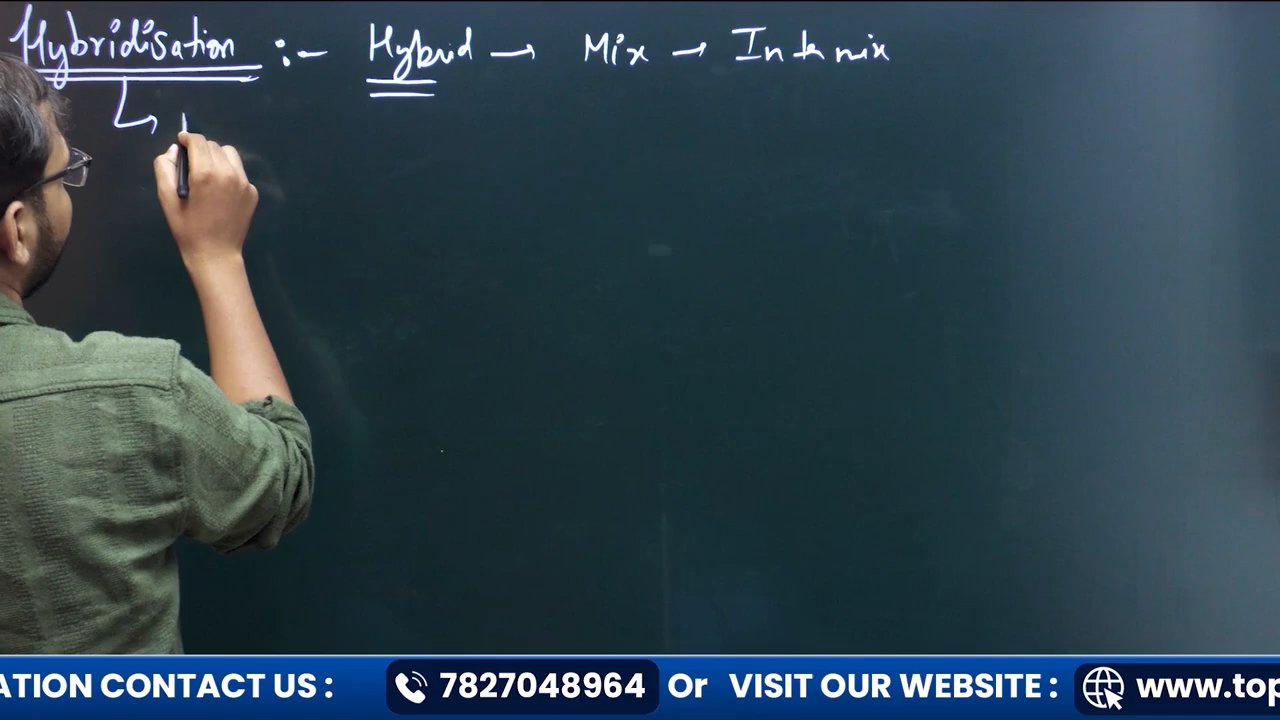 Hybridisation :- Hybrid → Mix → Intermix
ATION CONTACT US : 7827048964 Or VISIT OUR WEBSITE : www.top